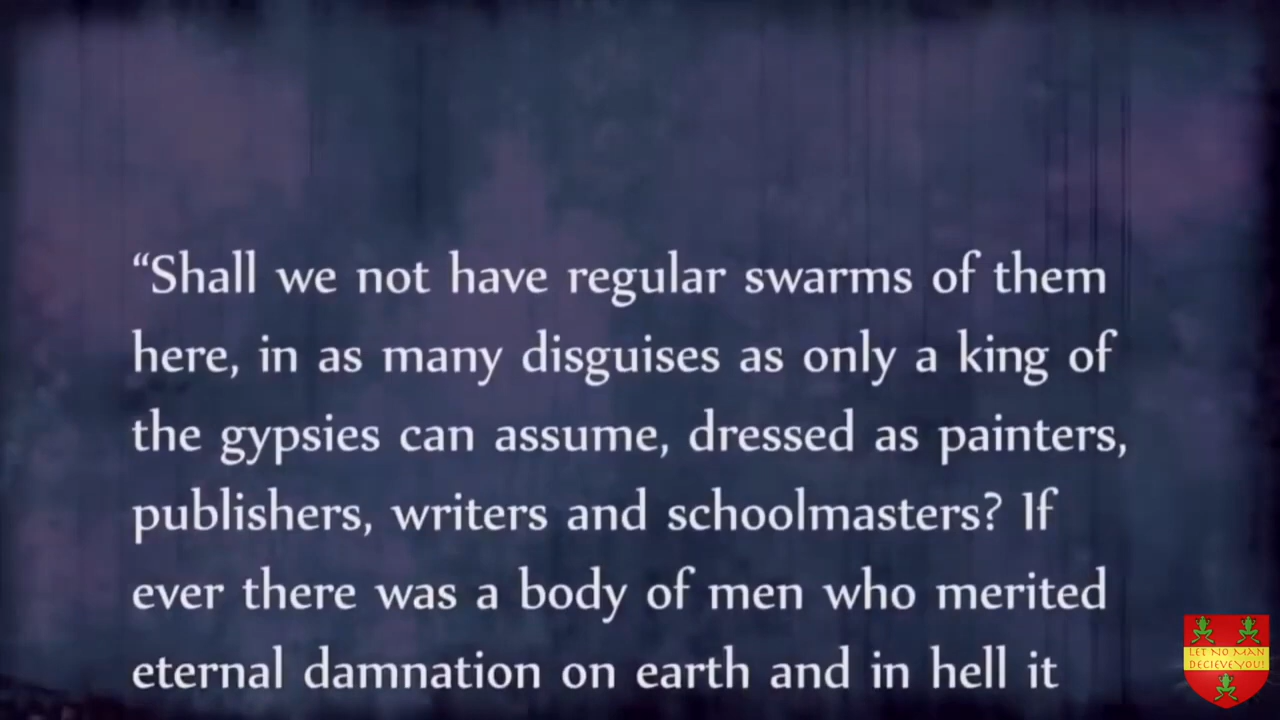 “Shall we not have regular swarms of them
here, in as many disguises as only a king of
the gypsies can assume, dressed as painters,
publishers, writers and schoolmasters? If
ever there was a body of men who merited
eternal damnation on earth and in hell it
LET NO MAN
DECIEVE YOU!